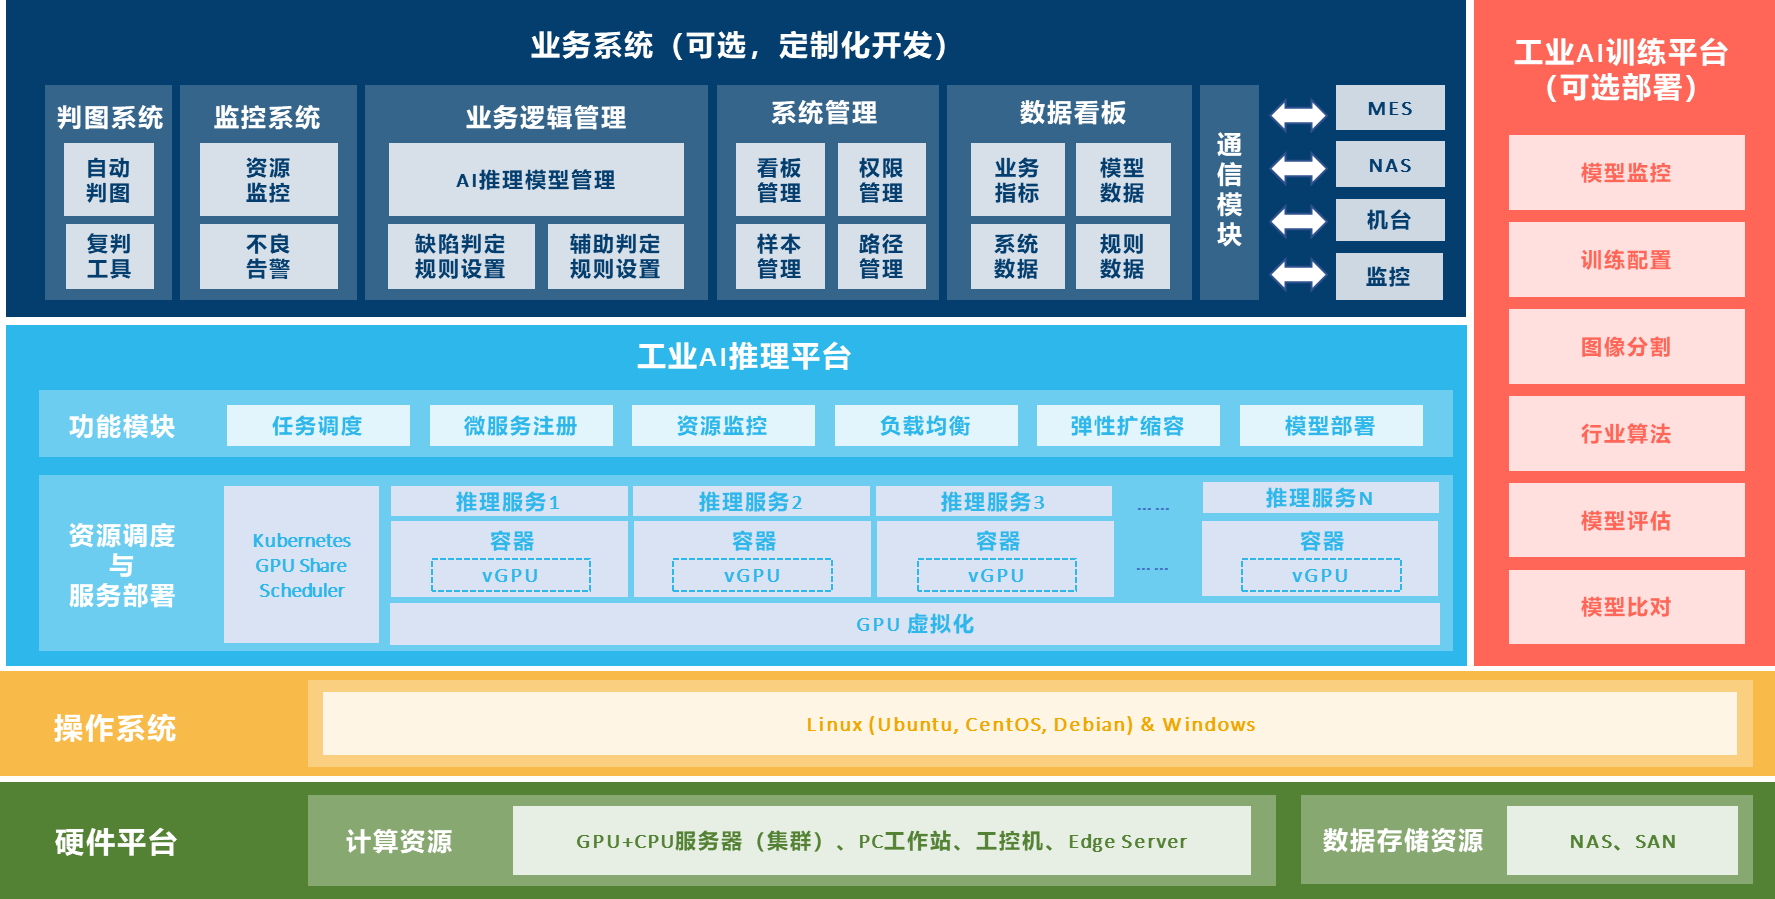 业务系统（可选，定制化开发）
判图系统
自动
判图
复判
工具
监控系统
资源
监控
不良
告警
业务逻辑管理
AI推理模型管理
缺陷判定
规则设置
辅助判定
规则设置
系统管理
看板
管理
权限
管理
样本
管理
路径
管理
数据看板
业务
指标
模型
数据
系统
数据
规则
数据
通
信
模
块
MES
NAS
机台
监控
工业AI训练平台
（可选部署）
模型监控
训练配置
图像分割
行业算法
模型评估
模型比对
工业AI推理平台
功能模块
任务调度
微服务注册
资源监控
负载均衡
弹性扩缩容
模型部署
资源调度
与
服务部署
Kubernetes
GPU Share
Scheduler
推理服务1
容器
vGPU
推理服务2
容器
vGPU
推理服务3
容器
vGPU
……
……
推理服务N
容器
vGPU
GPU 虚拟化
操作系统
Linux (Ubuntu, CentOS, Debian) & Windows
硬件平台
计算资源
GPU+CPU服务器（集群）、PC工作站、工控机、Edge Server
数据存储资源
NAS、SAN